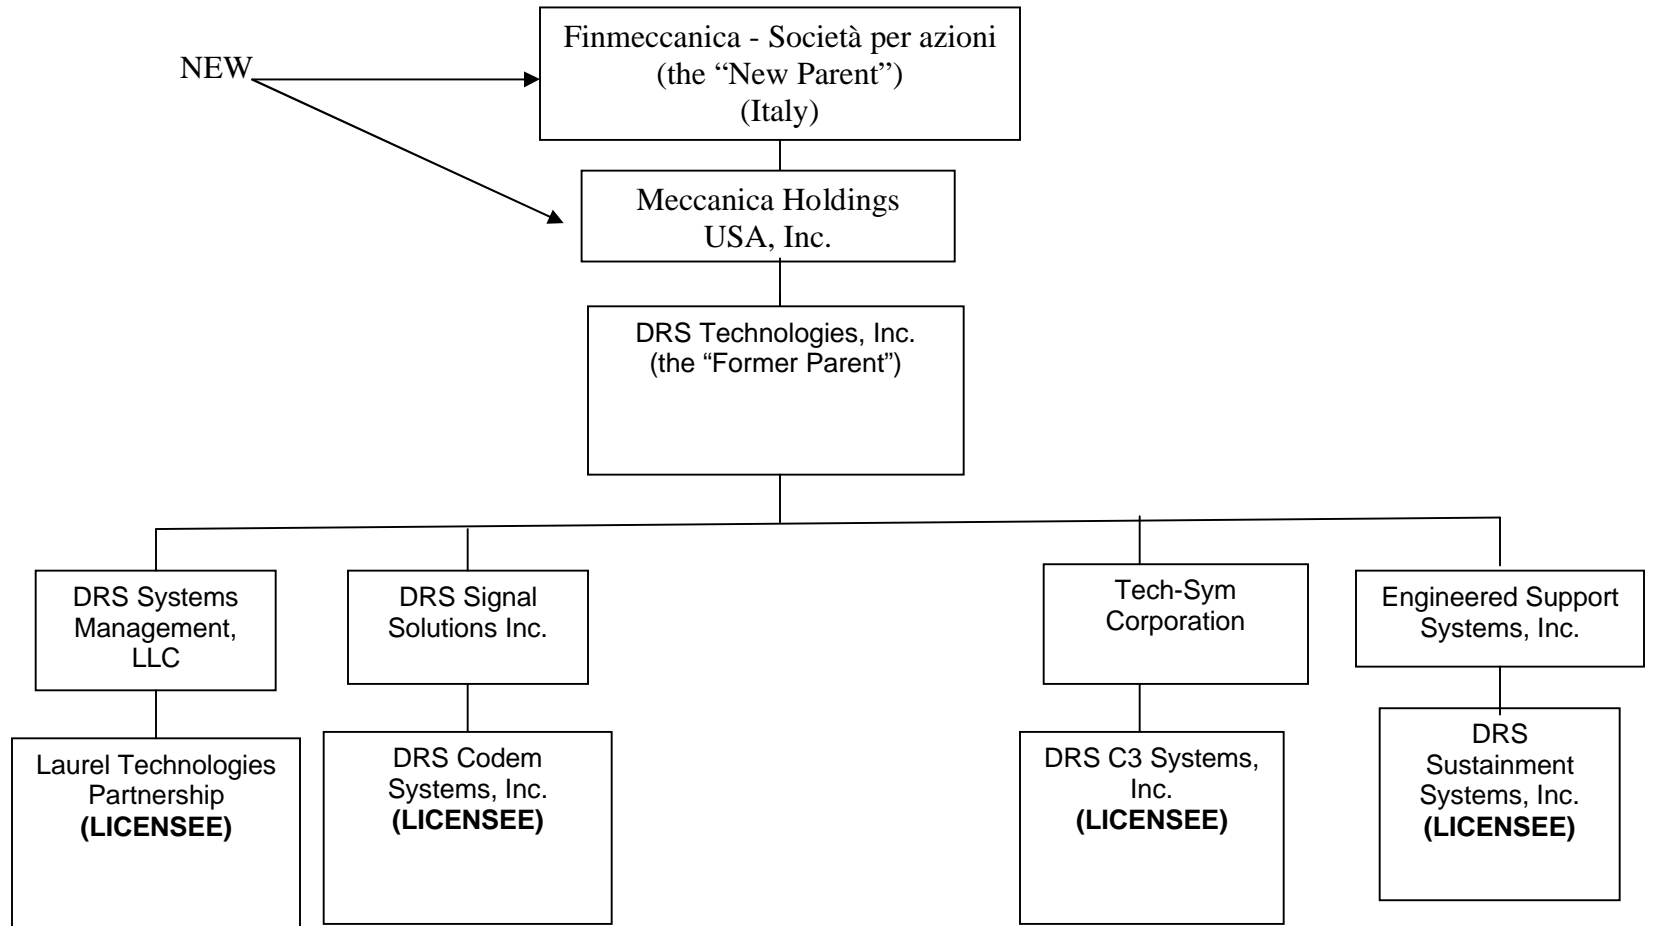 NEW
Finmeccanica - Società per azioni
(the “New Parent”)
(Italy)
Meccanica Holdings
USA, Inc.
DRS Technologies, Inc.
(the “Former Parent”)
DRS Systems
Management,
LLC
DRS Signal
Solutions Inc.
Tech-Sym
Corporation
Engineered Support
Systems, Inc.
Laurel Technologies
Partnership
(LICENSEE)
DRS Codem
Systems, Inc.
(LICENSEE)
DRS C3 Systems,
Inc.
(LICENSEE)
DRS
Sustainment
Systems, Inc.
(LICENSEE)